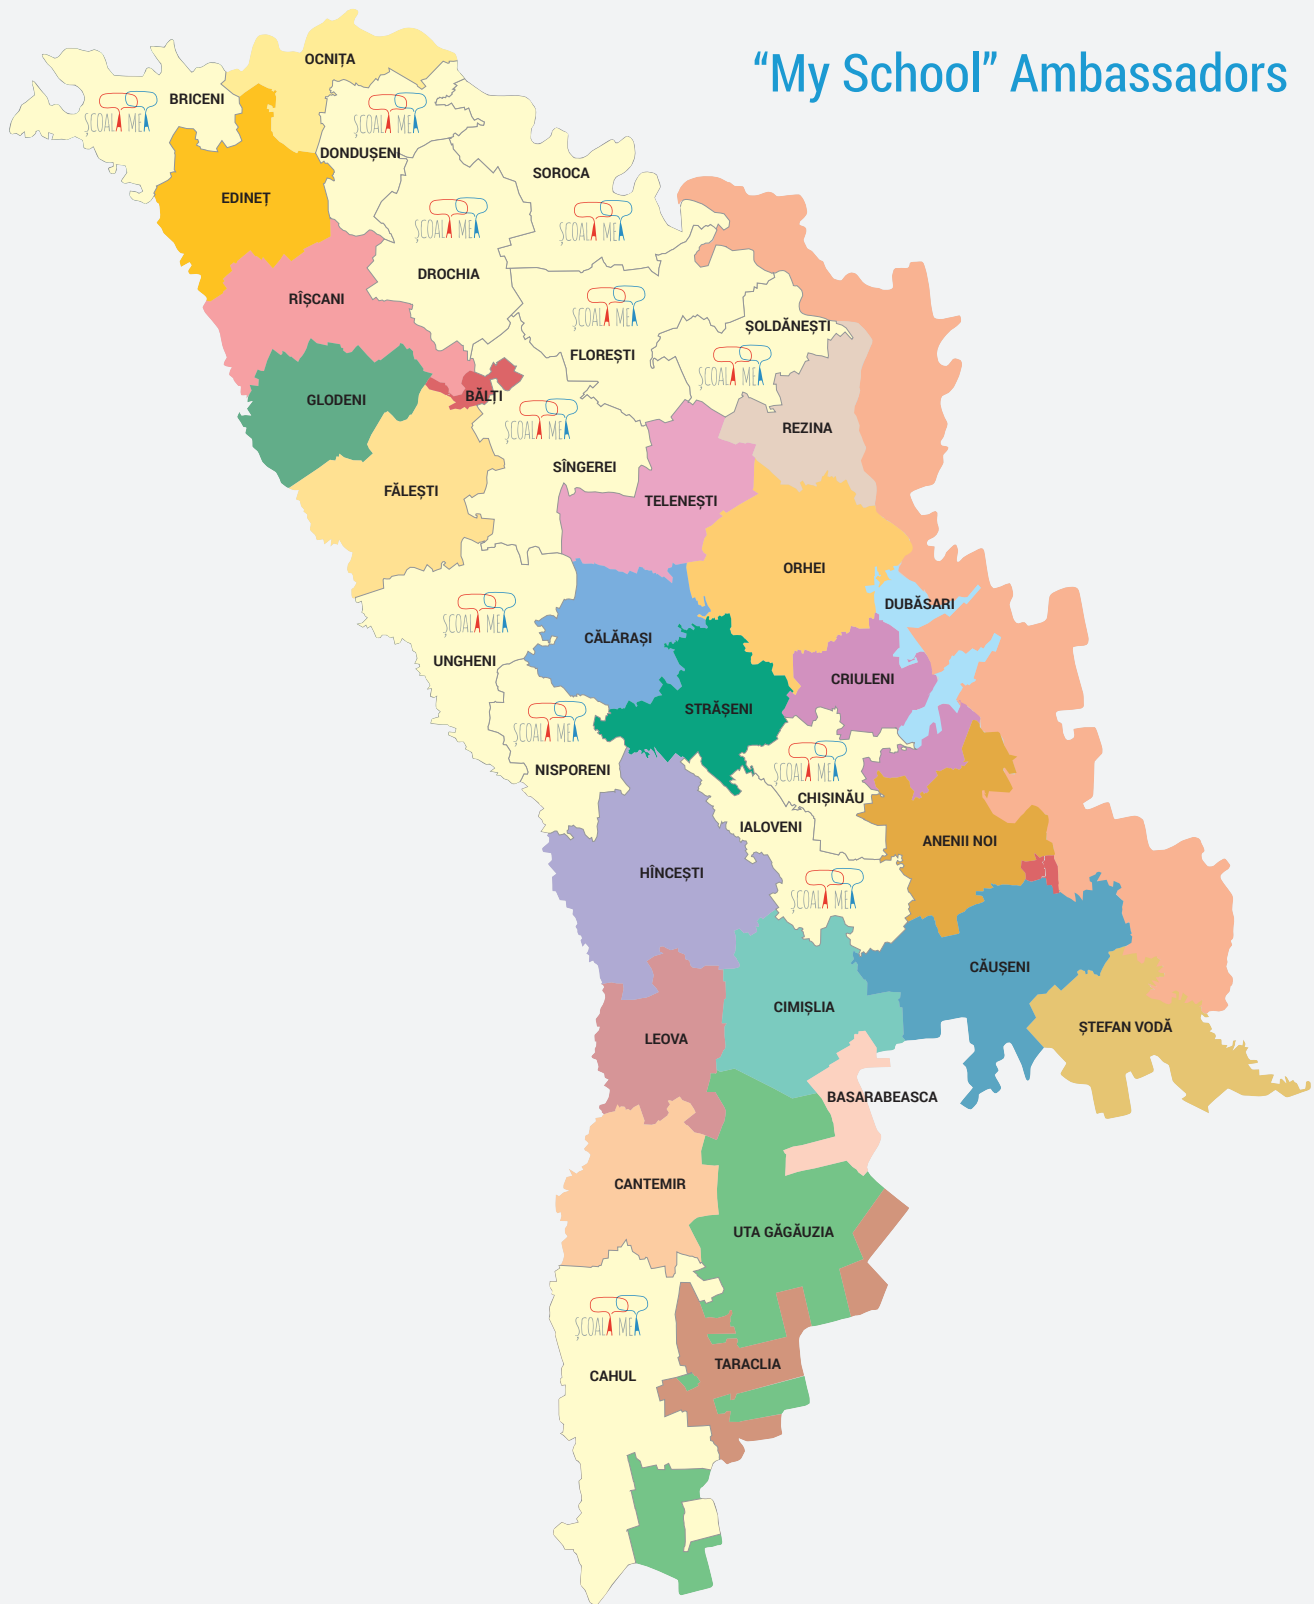 “My School” Ambassadors
OCNIȚA
BRICENI
ȘCOALA MEA
ȘCOALA MEA
DONDUȘENI
SOROCA
EDINEȚ
ȘCOALA MEA
ȘCOALA MEA
DROCHIA
RÎȘCANI
ȘCOALA MEA
ȘOLDĂNEȘTI
FLOREȘTI
ȘCOALA MEA
GLODENI
BĂLȚI
ȘCOALA MEA
REZINA
SÎNGEREI
FĂLEȘTI
TELENEȘTI
ORHEI
DUBĂSARI
ȘCOALA MEA
CĂLĂRAȘI
UNGHENI
CRIULENI
STRĂȘENI
ȘCOALA MEA
NISPORENI
ȘCOALA MEA
CHIȘINĂU
IALOVENI
ANENII NOI
HÎNCEȘTI
ȘCOALA MEA
CĂUȘENI
CIMIȘLIA
ȘTEFAN VODĂ
LEOVA
BASARABEASCA
CANTEMIR
UTA GĂGĂUZIA
ȘCOALA MEA
TARACLIA
CAHUL